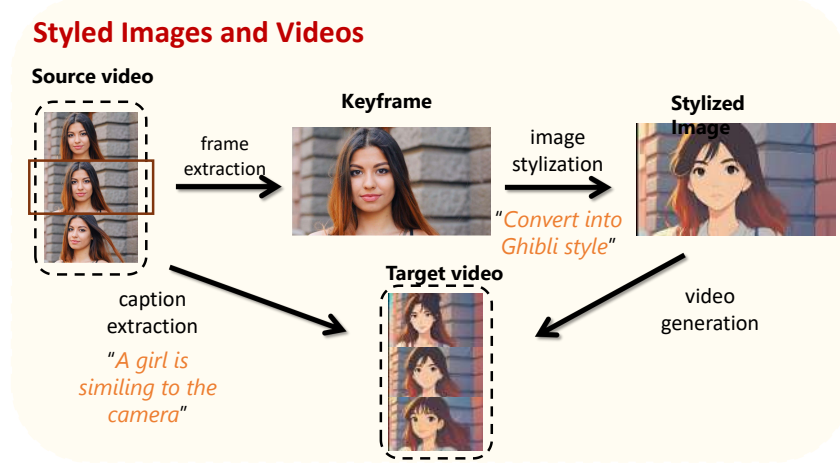 Styled Images and Videos
Source video
Keyframe
Stylized
Image
frame
extraction
image
stylization
"Convert into
Ghibli style"
Target video
caption
extraction
"A girl is
similing to the
camera"
video
generation